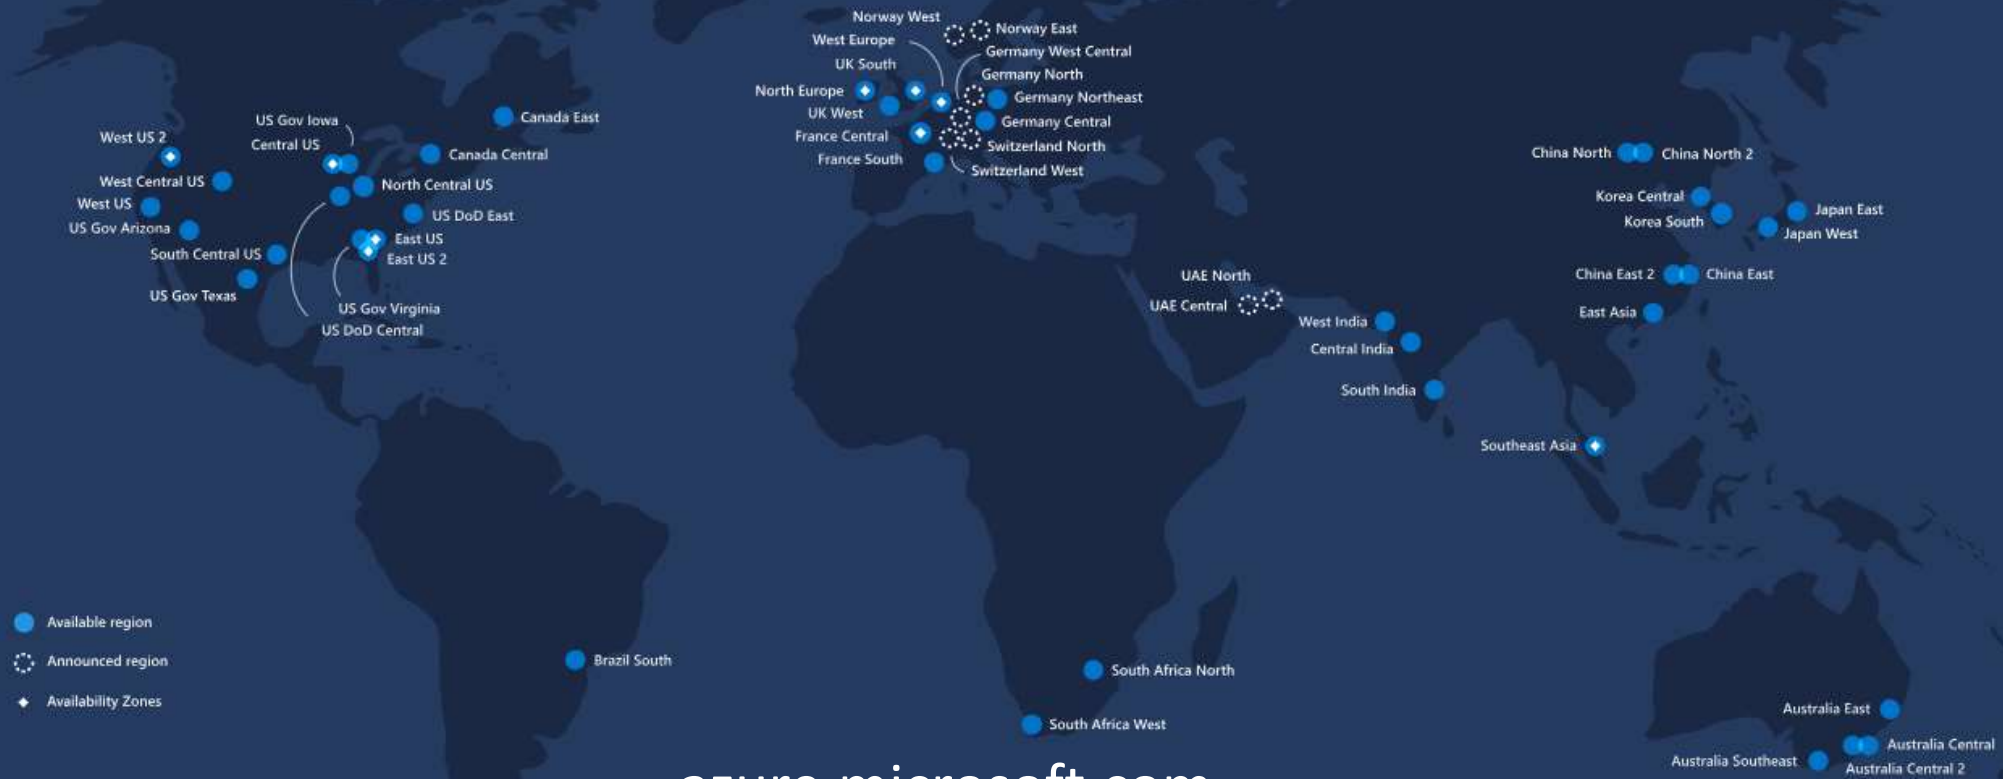 Norway West
Norway East
West Europe
Germany West Central
UK South
Germany North
North Europe
Germany Northeast
UK West
Germany Central
France Central
Switzerland North
France South
Switzerland West
US Gov Iowa
Canada East
West US 2
Central US
Canada Central
West Central US
North Central US
West US
US DoD East
US Gov Arizona
East US
South Central US
East US 2
US Gov Texas
US Gov Virginia
US DoD Central
China North
China North 2
Korea Central
Japan East
Korea South
Japan West
China East 2
China East
East Asia
UAE North
UAE Central
West India
Central India
South India
Southeast Asia
Available region
Announced region
Availability Zones
Brazil South
South Africa North
South Africa West
Australia East
Australia Central
Australia Southeast
Australia Central 2
azure.microsoft.com